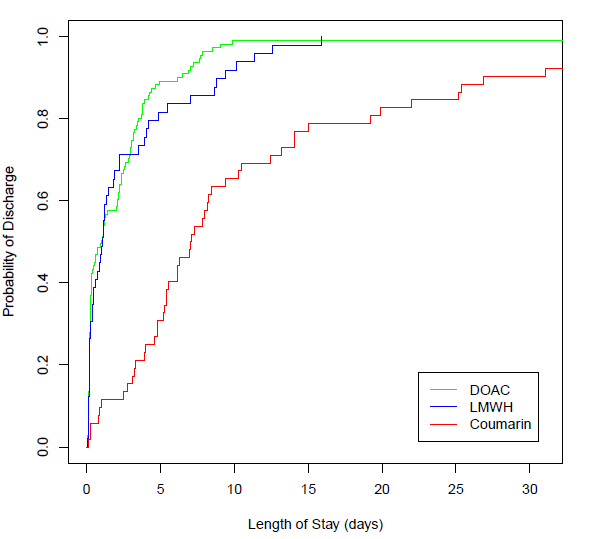 Probability of Discharge
1.0
0.8
0.6
0.4
0.2
0.0
DOAC
LMWH
Coumarin
0 5 10 15 20 25 30
Length of Stay (days)